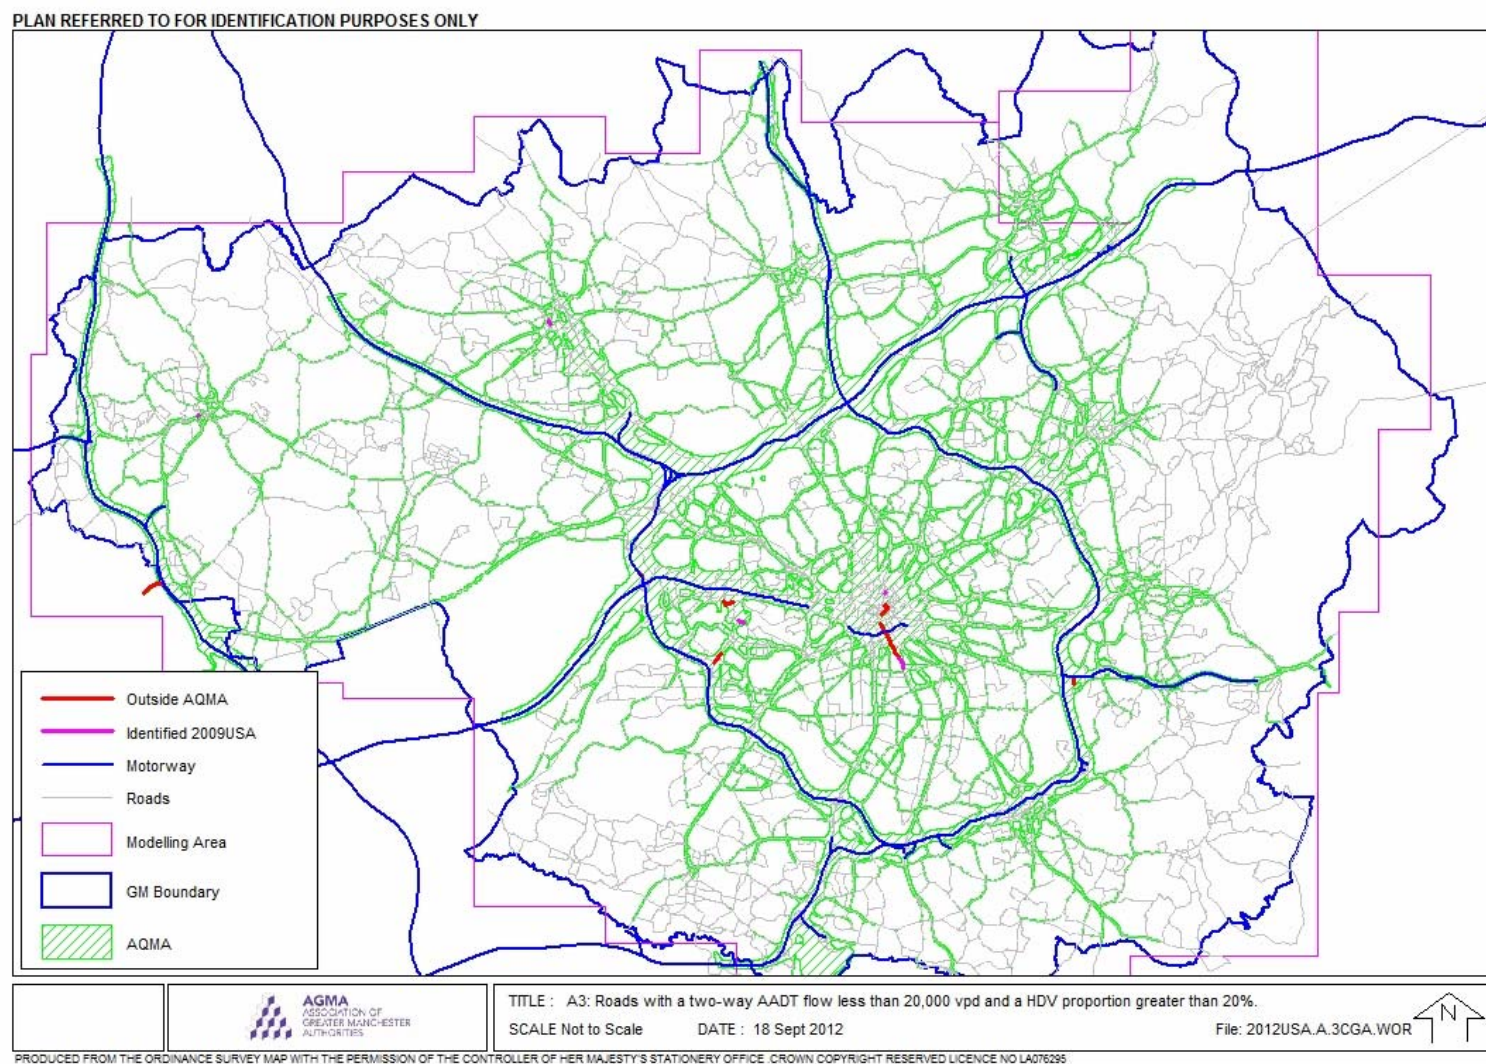 PLAN REFERRED TO FOR IDENTIFICATION PURPOSES ONLY
Outside AQMA
Identified 2009USA
Motorway
Roads
Modelling Area
GM Boundary
AQMA
AGMA
ASSOCIATION OF
GREATER MANCHESTER
AUTHORITIES
TITLE : A3: Roads with a two-way AADT flow less than 20,000 vpd and a HDV proportion greater than 20%.
SCALE Not to Scale DATE : 18 Sept 2012 File: 2012USA.A.3CGA.WOR
N
PRODUCED FROM THE ORDINANCE SURVEY MAP WITH THE PERMISSION OF THE CONTROLLER OF HER MAJESTY'S STATIONERY OFFICE .CROWN COPYRIGHT RESERVED LICENCE NO LA076295